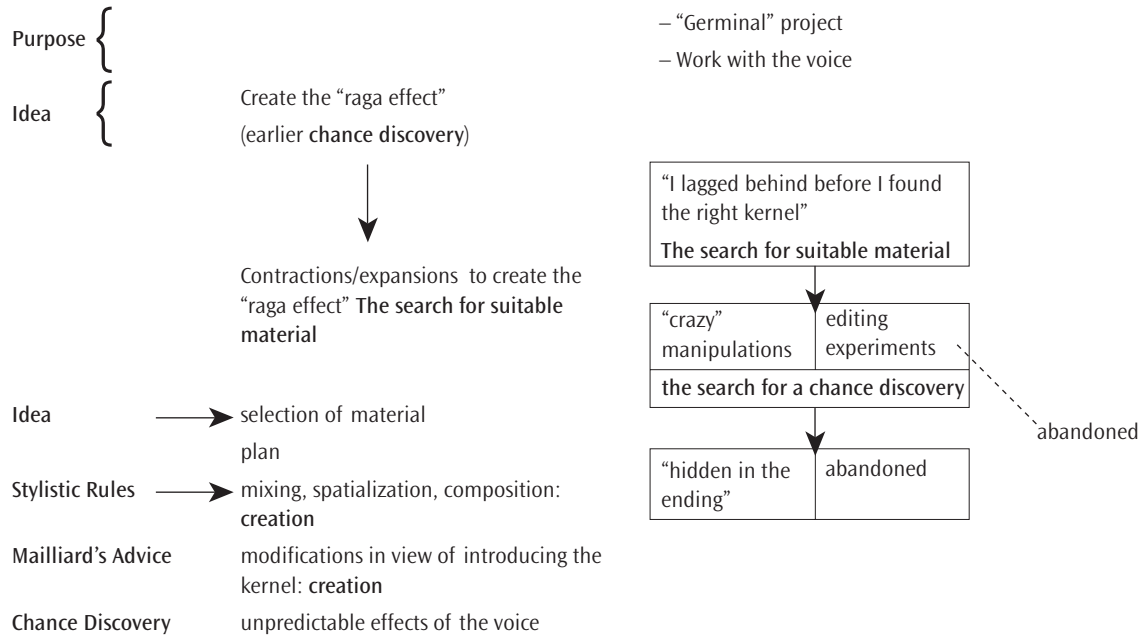 Purpose
– “Germinal” project
– Work with the voice
Idea
Create the “raga effect”
(earlier chance discovery)
Contractions/expansions to create the
“raga effect” The search for suitable
material
“I lagged behind before I found
the right kernel”
The search for suitable material
“crazy”
manipulations
editing
experiments
the search for a chance discovery
abandoned
“hidden in the
ending”
abandoned
Idea
selection of material
plan
Stylistic Rules
mixing, spatialization, composition:
creation
Mailliard’s Advice
modifications in view of introducing the
kernel: creation
Chance Discovery
unpredictable effects of the voice